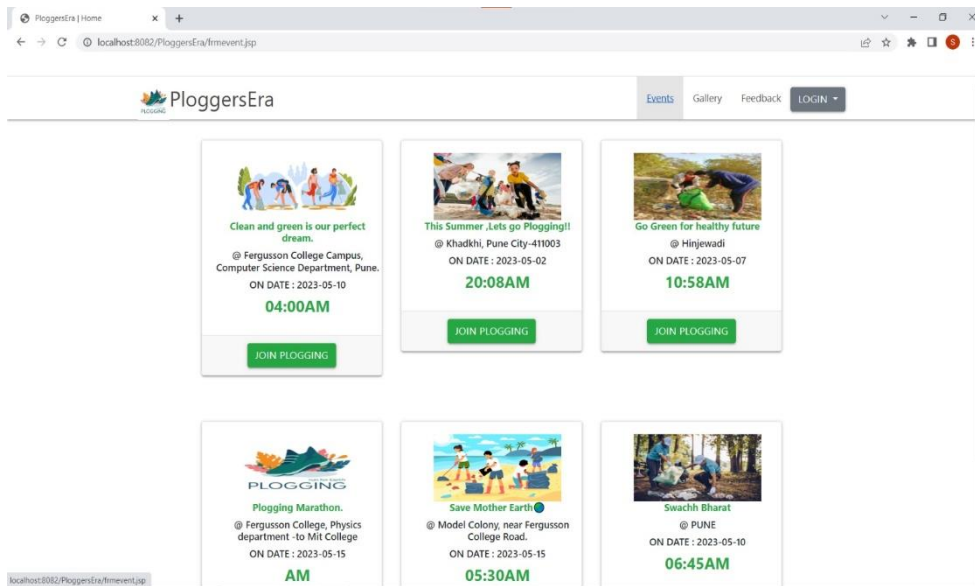 PloggersEra | Home
localhost:8082/PloggersEra/frmevent.jsp
S
PLOGGING
PloggersEra
Events
Gallery
Feedback
LOGIN
Clean and green is our perfect
dream.
@ Fergusson College Campus,
Computer Science Department, Pune.
ON DATE : 2023-05-10
04:00AM
JOIN PLOGGING
This Summer ,Lets go Plogging!!
@ Khadkhi, Pune City-411003
ON DATE : 2023-05-02
20:08AM
JOIN PLOGGING
Go Green for healthy future
@ Hinjewadi
ON DATE : 2023-05-07
10:58AM
JOIN PLOGGING
PLOGGING
Plogging Marathon.
@ Fergusson College, Physics
department -to Mit College
ON DATE : 2023-05-15
AM
Save Mother Earth🌏
@ Model Colony, near Fergusson
College Road.
ON DATE : 2023-05-15
05:30AM
Swachh Bharat
@ PUNE
ON DATE : 2023-05-10
06:45AM
localhost:8082/PloggersEra/frmevent.jsp